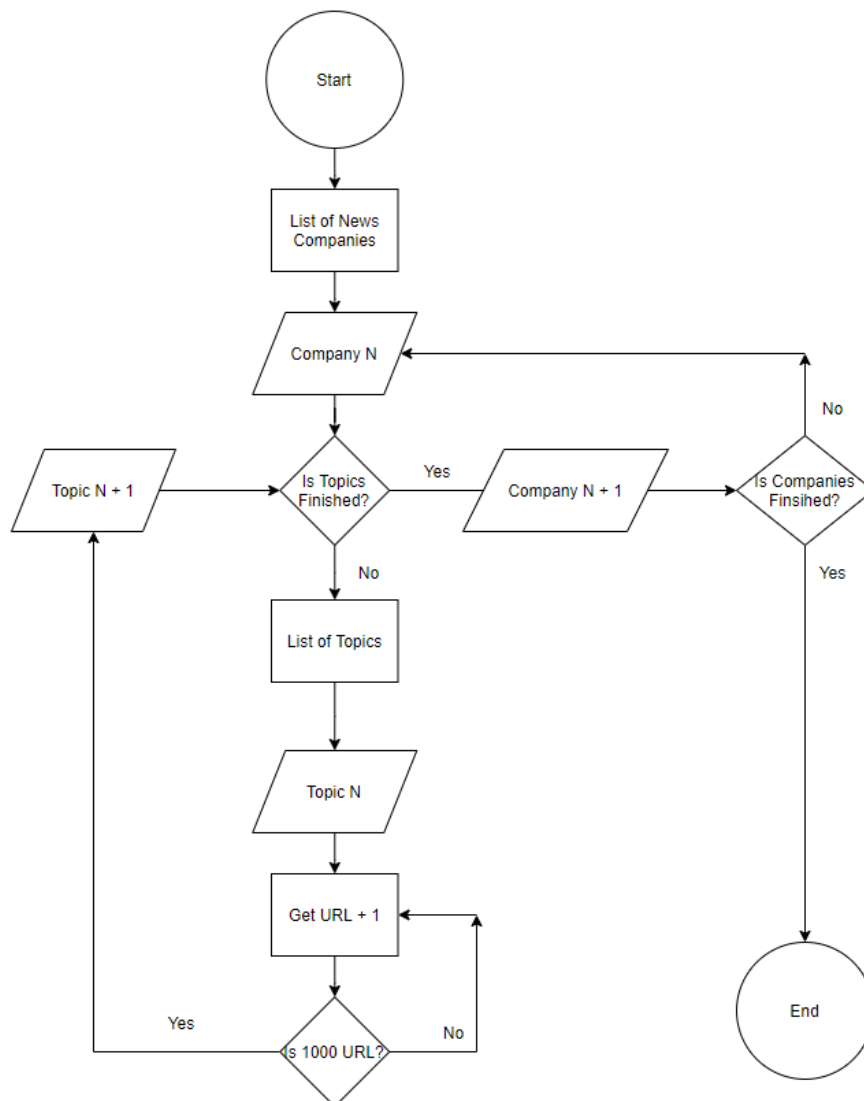 Start
List of News
Companies
Company N
No
Topic N + 1
Is Topics
Finished?
Yes
Company N + 1
Is Companies
Finsihed?
No
Yes
List of Topics
Topic N
Get URL + 1
End
Yes
No
Is 1000 URL?